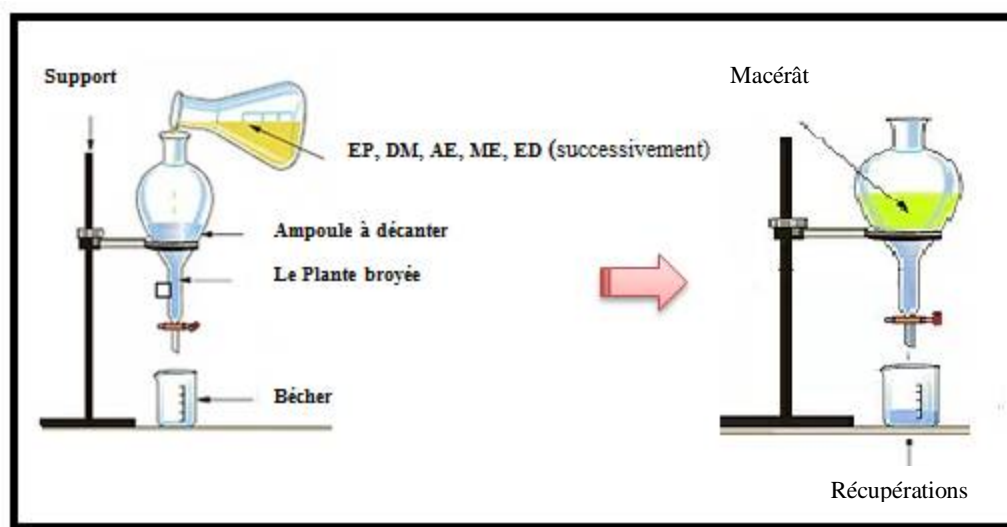 Support
EP, DM, AE, ME, ED (successivement)
Ampoule à décanter
Le Plante broyée
Bécher
Macérât
Récupérations